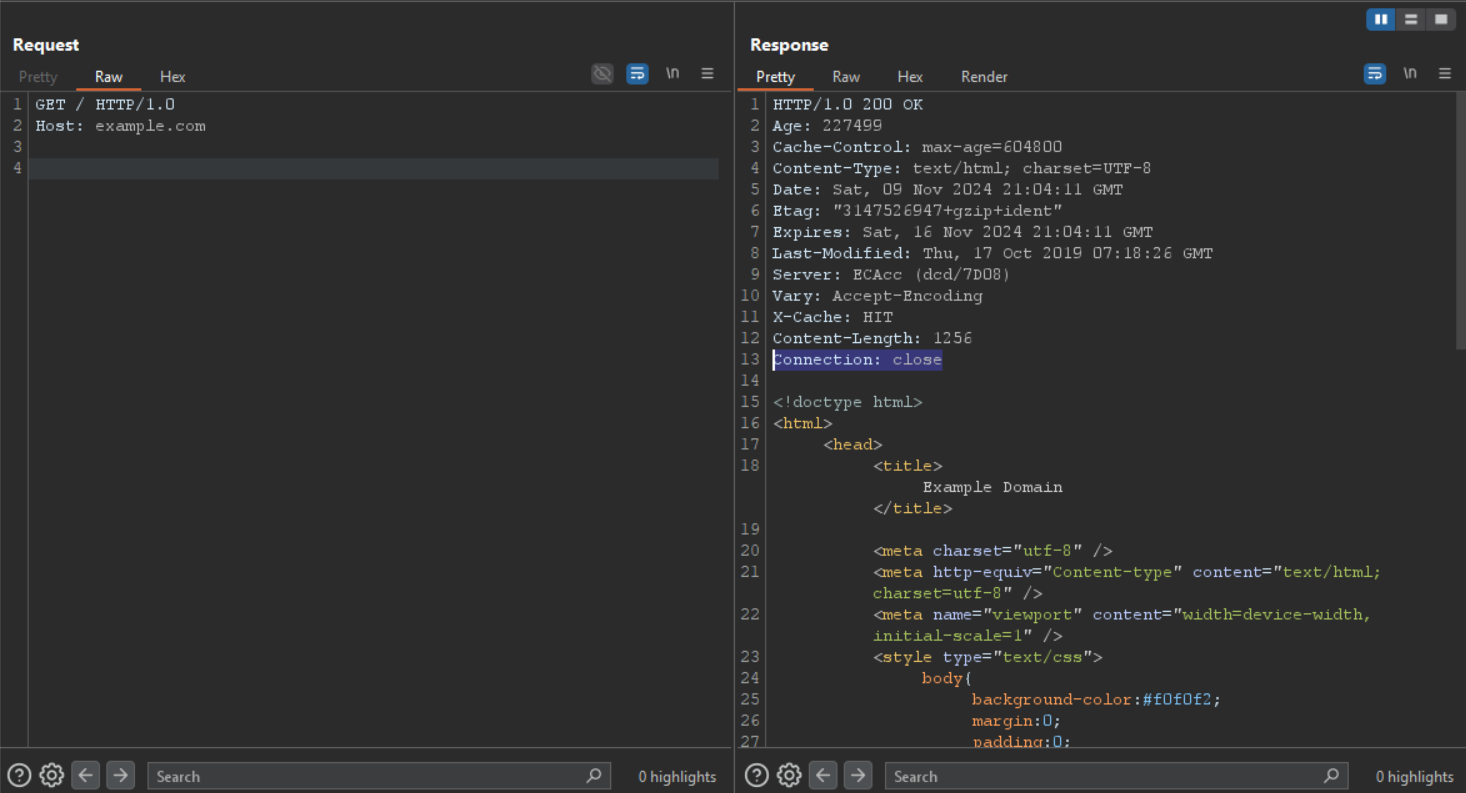 Request
Pretty Raw Hex \n
1 GET / HTTP/1.0
2 Host: example.com
3
4
Search
0 highlights
Response
Pretty Raw Hex Render \n
1 HTTP/1.0 200 OK
2 Age: 227499
3 Cache-Control: max-age=604800
4 Content-Type: text/html; charset=UTF-8
5 Date: Sat, 09 Nov 2024 21:04:11 GMT
6 Etag: "3147526947+gzip+ident"
7 Expires: Sat, 16 Nov 2024 21:04:11 GMT
8 Last-Modified: Thu, 17 Oct 2019 07:18:26 GMT
9 Server: ECAcc (dcd/7D08)
10 Vary: Accept-Encoding
11 X-Cache: HIT
12 Content-Length: 1256
13 Connection: close
14
15 <!doctype html>
16 <html>
17 <head>
18 <title>
Example Domain
</title>
19
20 <meta charset="utf-8" />
21 <meta http-equiv="Content-type" content="text/html;
charset=utf-8" />
22 <meta name="viewport" content="width=device-width,
initial-scale=1" />
23 <style type="text/css">
24 body{
25 background-color:#f0f0f2;
26 margin:0;
27 padding:0;
Search
0 highlights